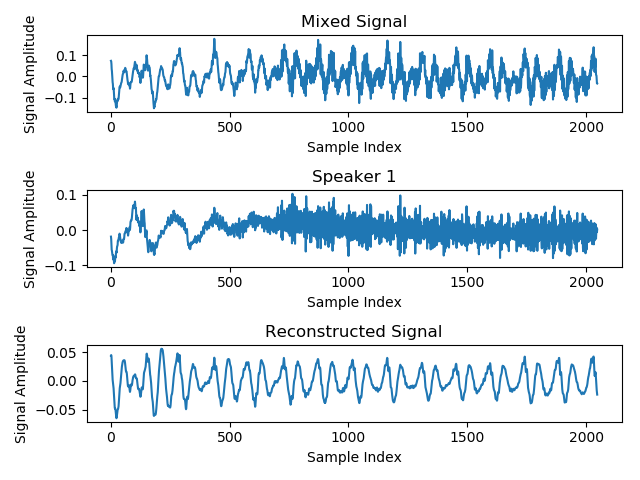 Mixed Signal
Signal Amplitude
0.1
0.0
−0.1
0 500 1000 1500 2000
Sample Index
Speaker 1
Signal Amplitude
0.1
0.0
−0.1
0 500 1000 1500 2000
Sample Index
Reconstructed Signal
Signal Amplitude
0.05
0.00
−0.05
0 500 1000 1500 2000
Sample Index